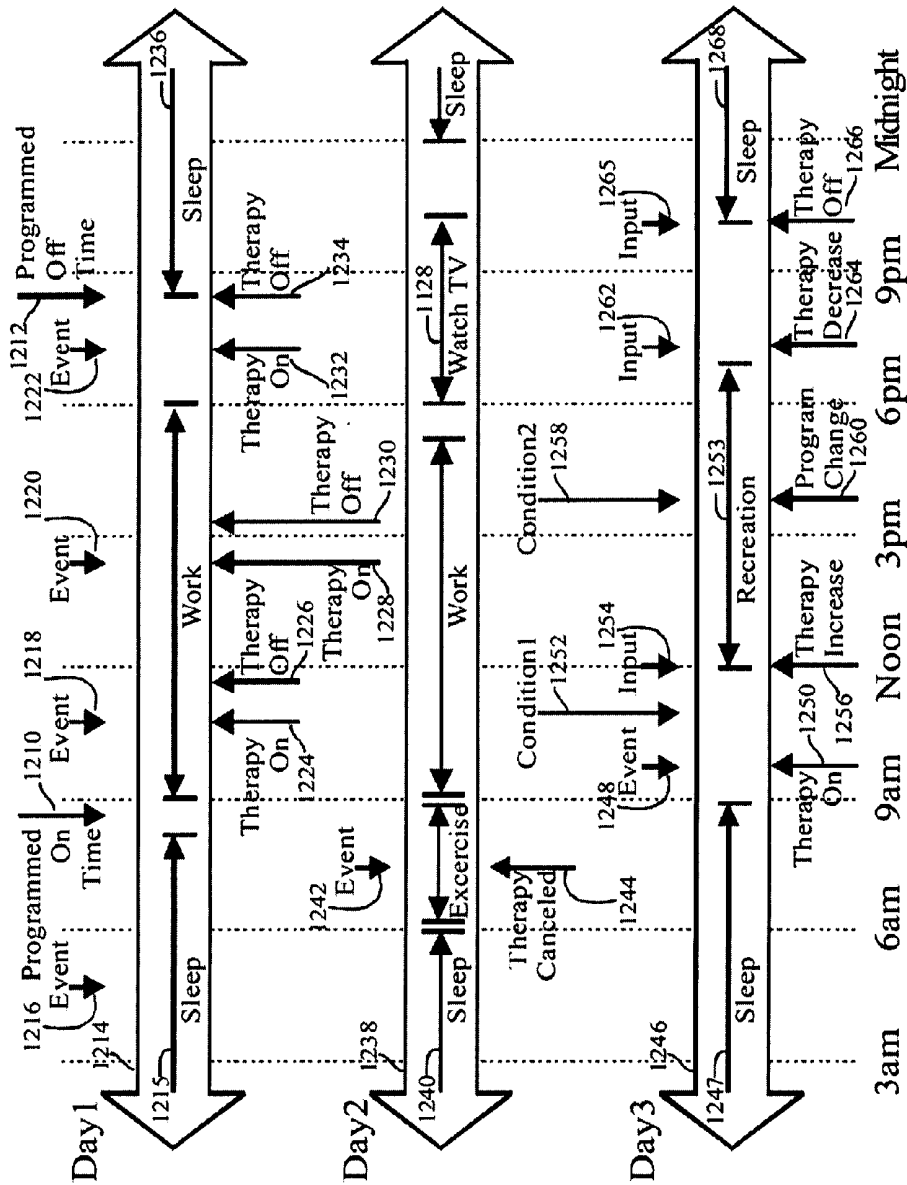 Day1
1214
1215
Sleep
1216
Event
Programmed
On
Time
1210
Event
1218
Event
1220
Work
Therapy
On
1224
Therapy
Off
1226
Therapy
On
1228
Therapy
Off
1230
1222
Event
1212
Programmed
Off
Time
Therapy
On
1232
Therapy
Off
1234
Sleep
1236
Day2
1238
1240
Sleep
1242
Event
Excercise
Therapy
Canceled
1244
Work
Watch TV
1128
Sleep
Day3
1246
1247
Sleep
1248
Event
Therapy
On
1250
Condition1
1252
Input
1254
Therapy
Increase
1256
Recreation
1253
Condition2
1258
Program
Change
1260
Input
1262
Therapy
Decrease
1264
Input
1265
Therapy
Off
1266
Sleep
1268
3am
6am
9am
Noon
3pm
6pm
9pm
Midnight